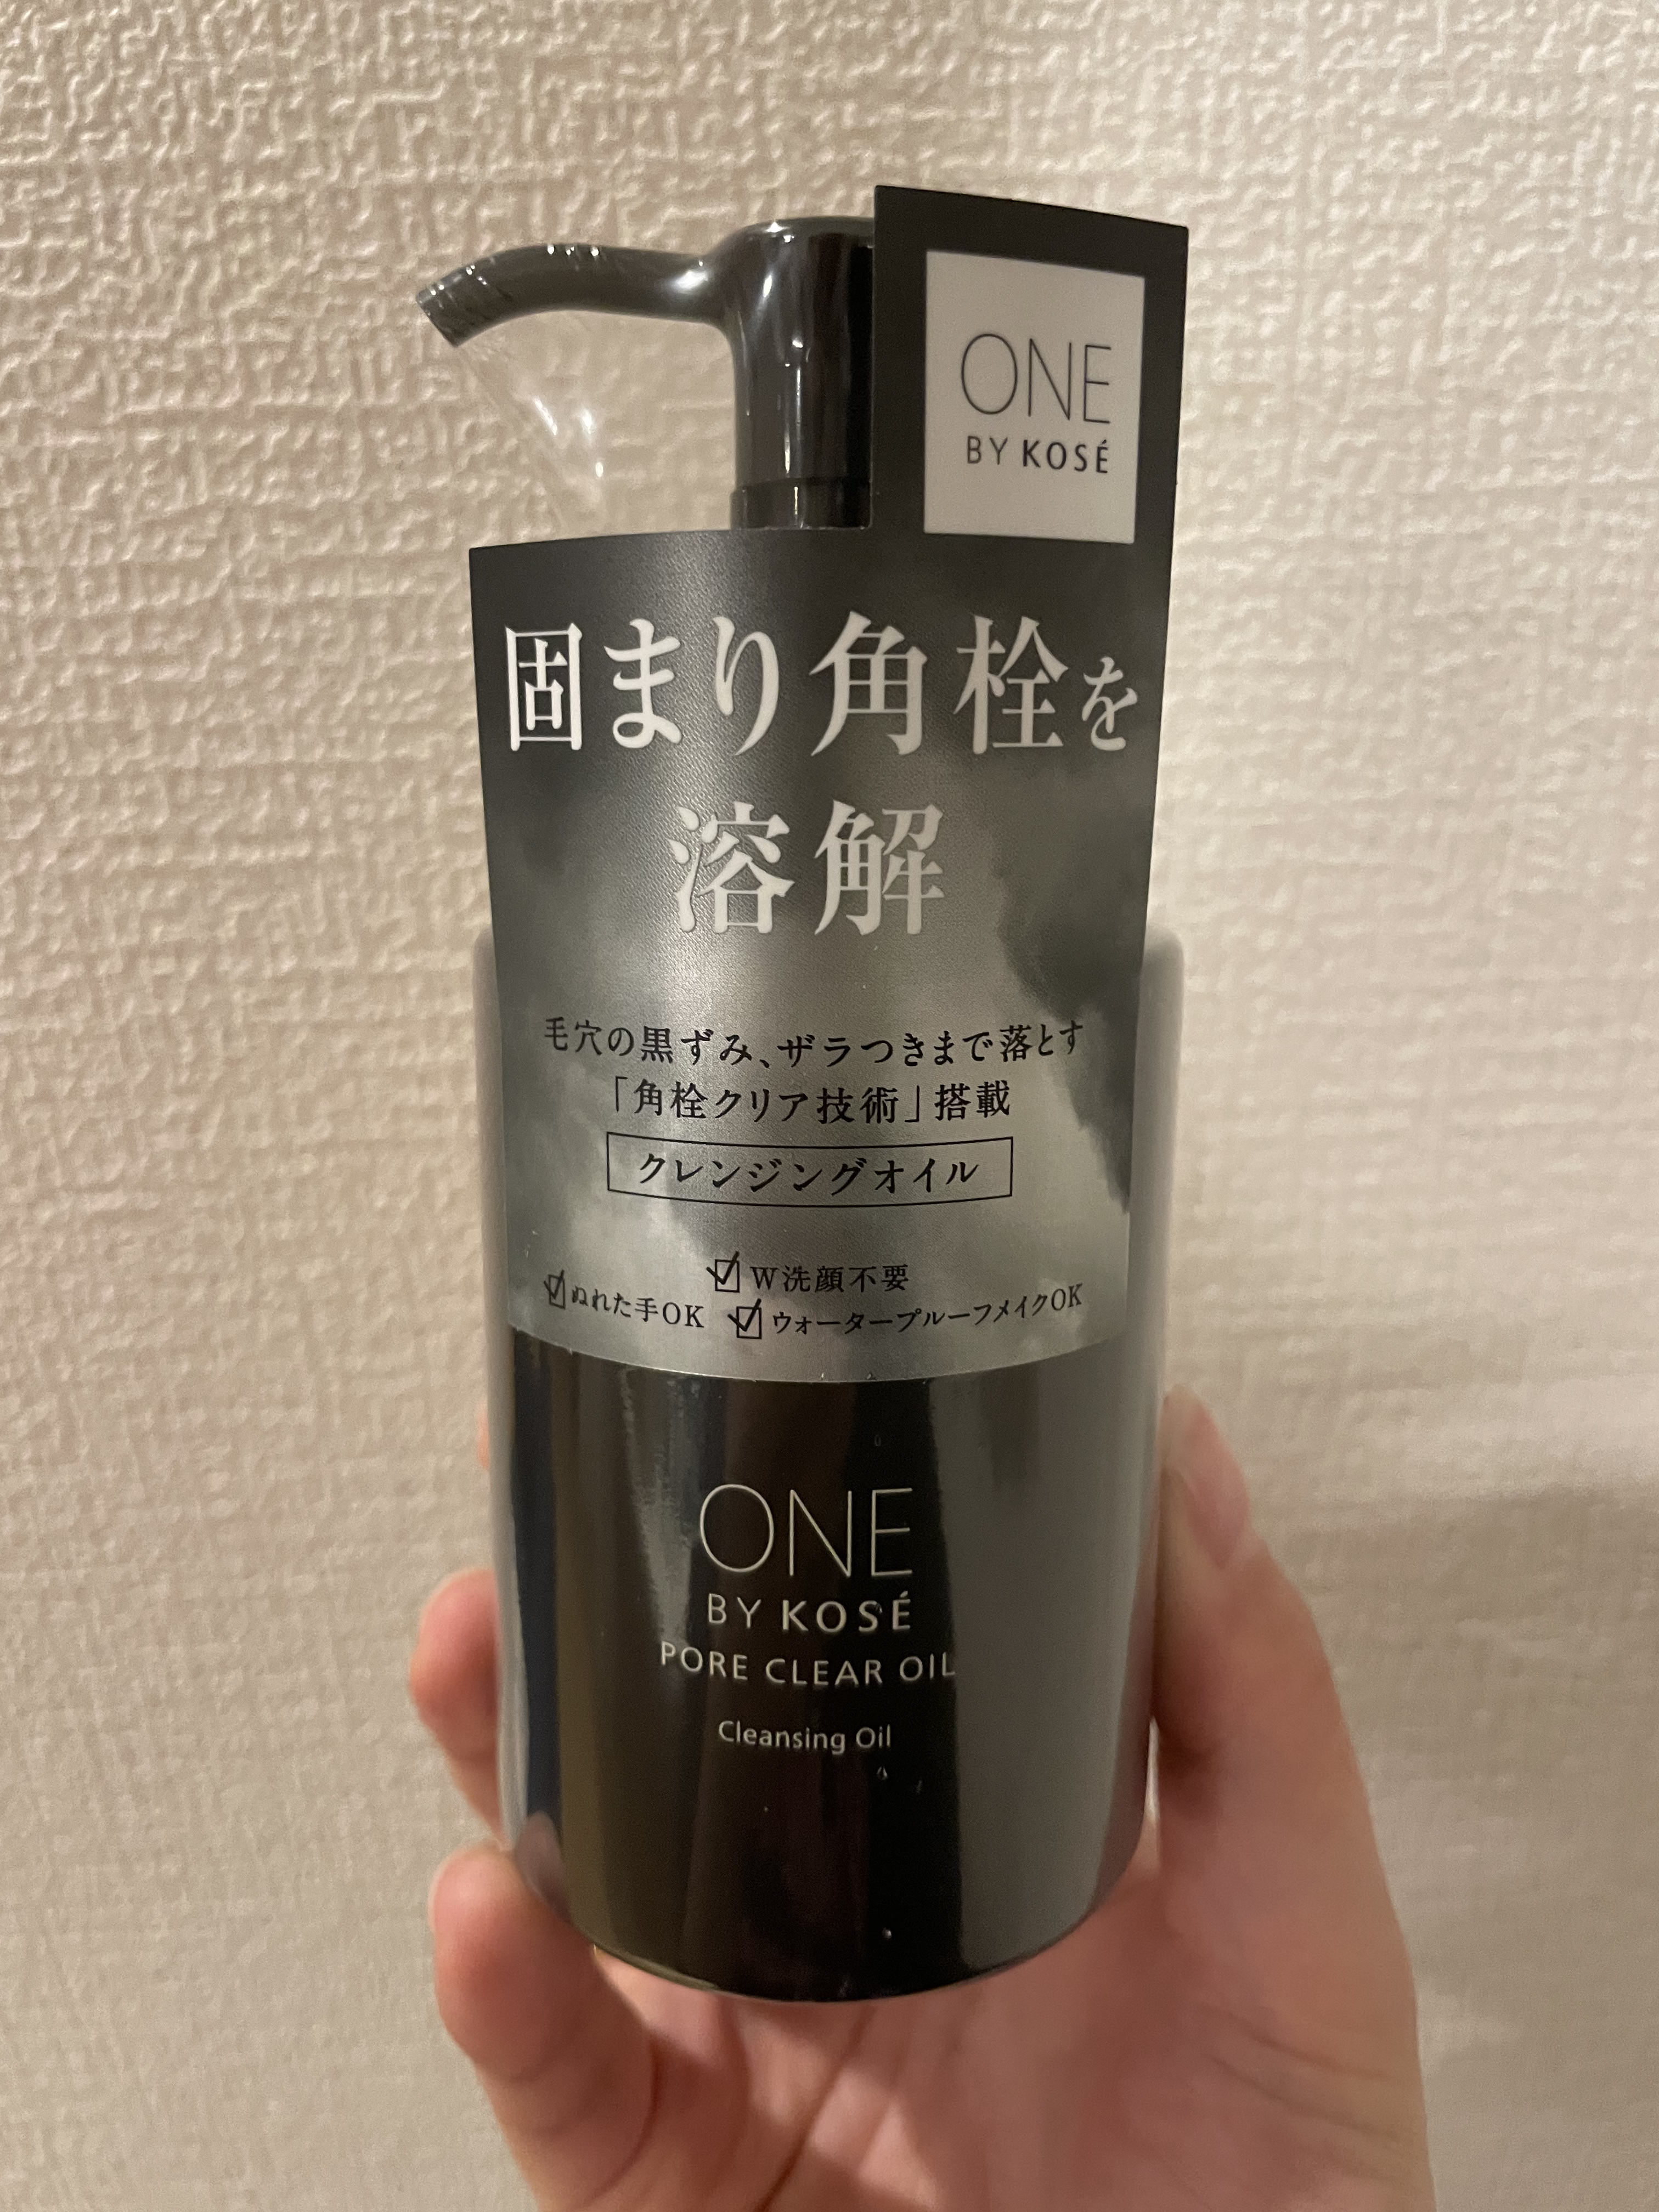 ONE
BY KOSÉ
固まり角栓を
溶解
毛穴の黒ずみ、ザラつきまで落とす
「角栓クリア技術」搭載
クレンジングオイル
W洗顔不要
ぬれた手OK ウォータープルーフメイクOK
ONE
BY KOSÉ
PORE CLEAR OIL
Cleansing Oil